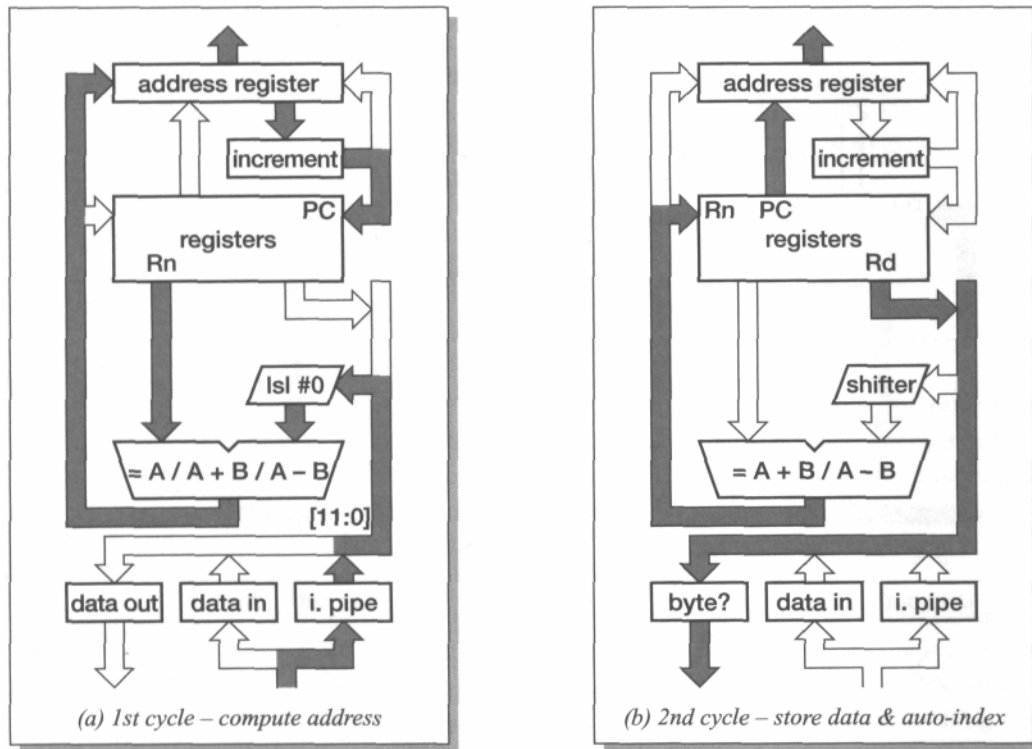 address register
increment
PC
registers
Rn
lsl #0
= A / A + B / A - B
[11:0]
data out data in i. pipe
(a) 1st cycle – compute address
address register
increment
Rn PC
registers
Rd
shifter
= A + B / A - B
byte? data in i. pipe
(b) 2nd cycle – store data & auto-index